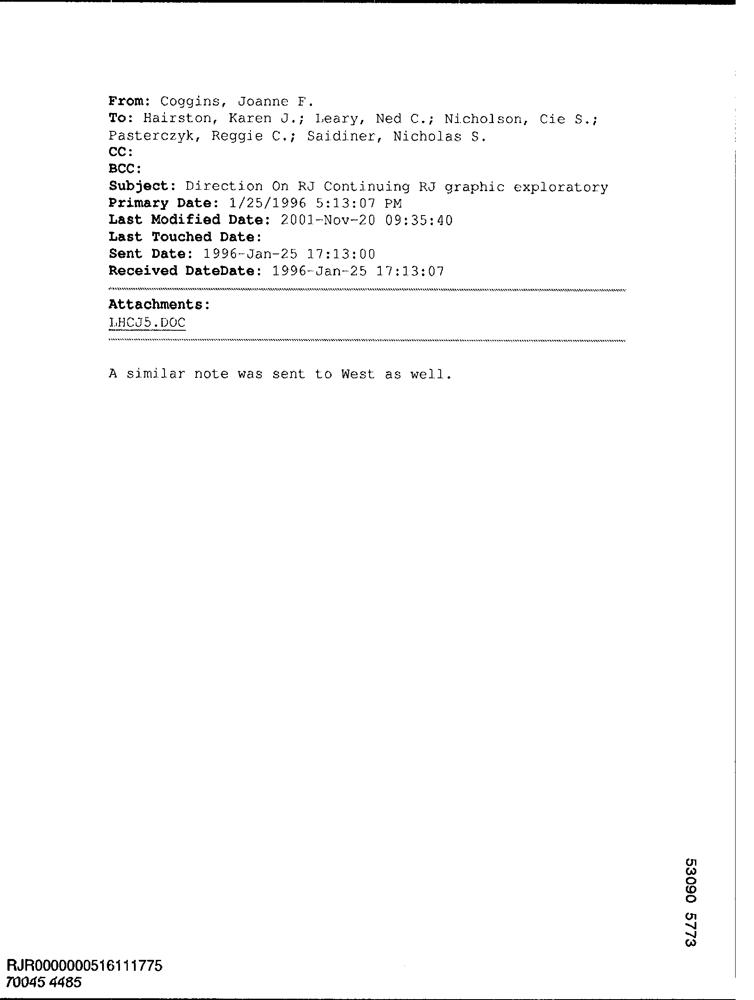 From: Coggins, Joanne F.
To: Hairston, Karen J.; Leary, Ned C.; Nicholson, Cie S.;
Pasterczyk, Reggie C.; Saidiner, Nicholas S.
CC:
BCC:
Subject: Direction On RJ Continuing RJ graphic exploratory
Primary Date: 1/25/1996 5:13:07 PM
Last Modified Date: 2001-Nov-20 09:35:40
Last Touched Date:
Sent Date: 1996-Jan-25 17:13:00
Received DateDate: 1996-Jan-25 17:13:07
Attachments:
LHCJ5.DOC
A similar note was sent to West as well.
53090 5773
RJR0000000516111775
70045 4485